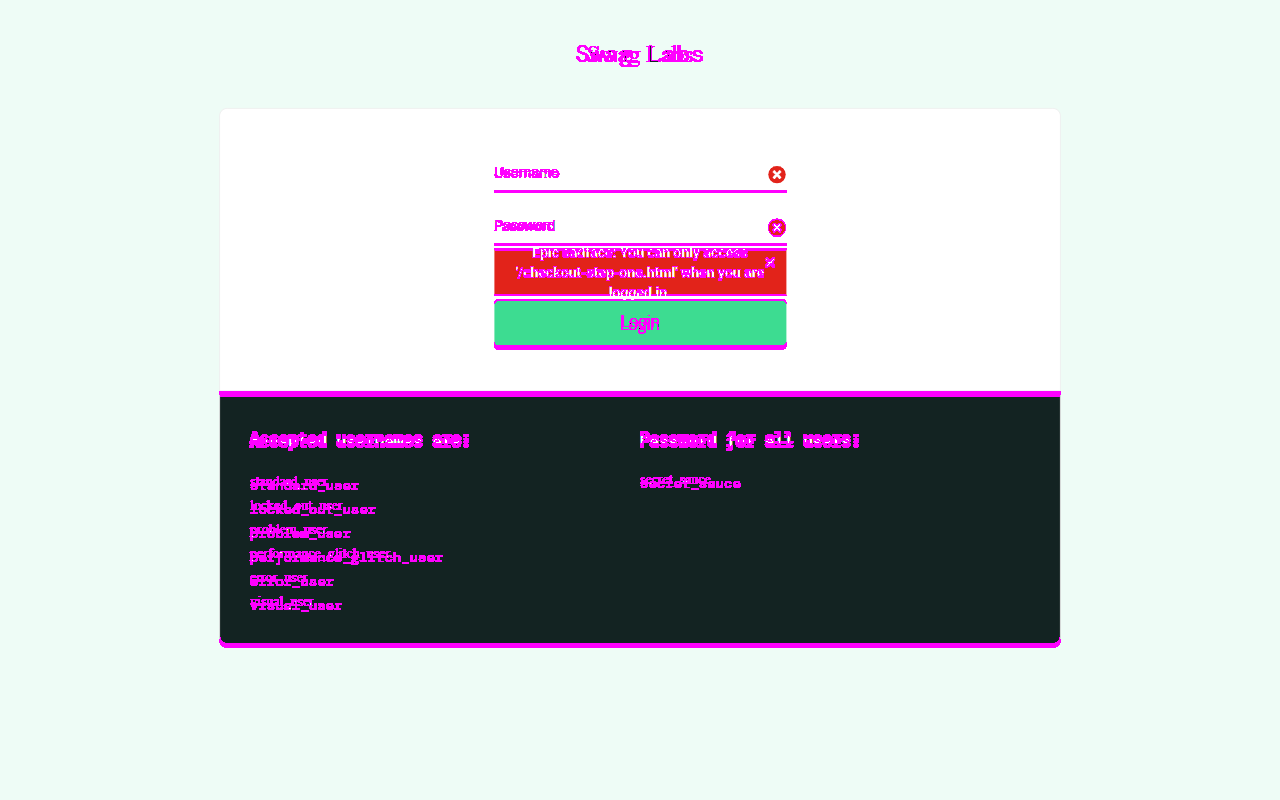 Swag Labs
Username
Password
Epic sadface: You can only access
'/checkout-step-one.html' when you are
logged in.
Login
Accepted usernames are:
Password for all users:
standard_user
secret_sauce
locked_out_user
problem_user
performance_glitch_user
error_user
visual_user